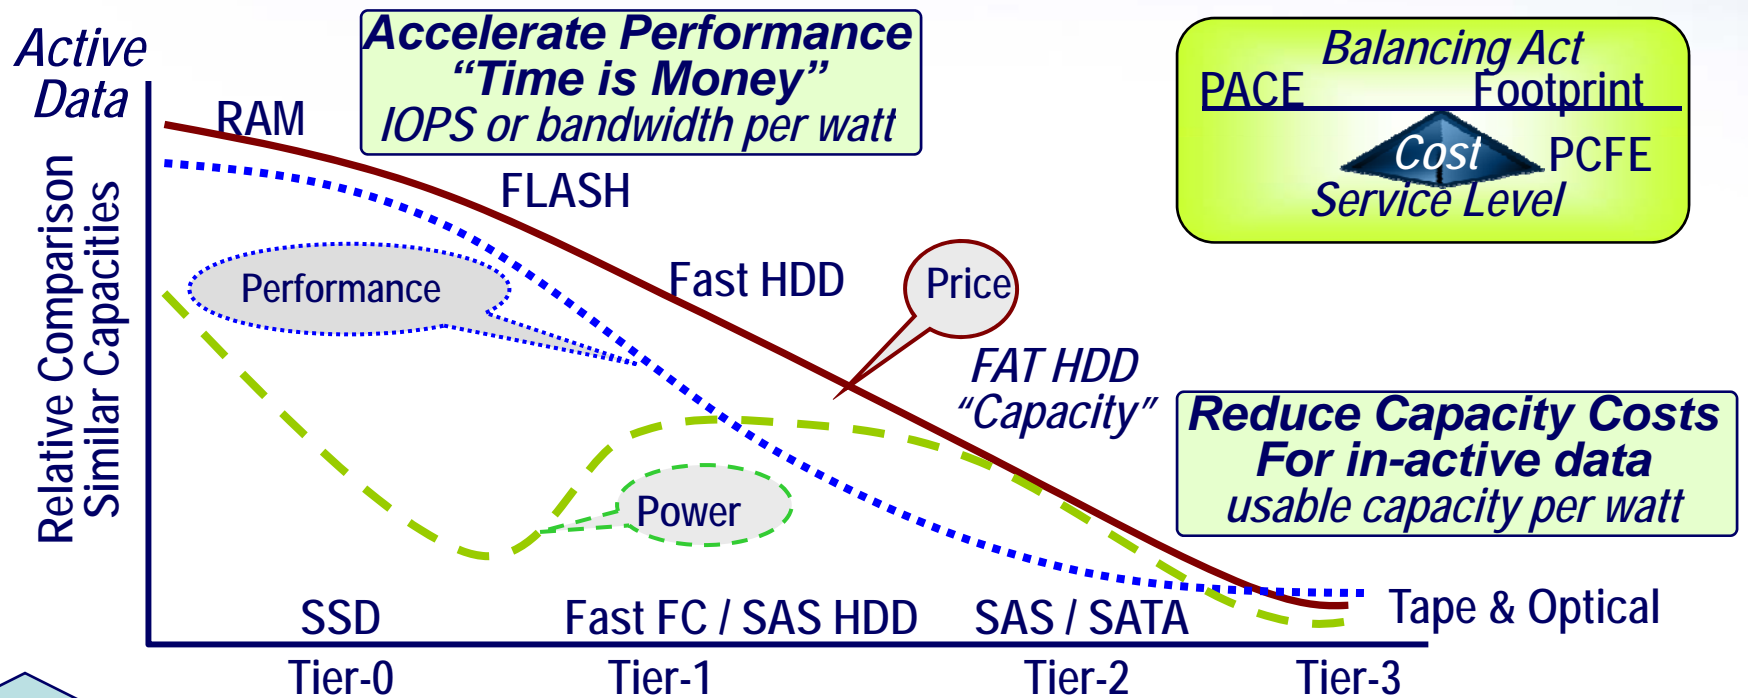 Active
Data
Accelerate Performance
“Time is Money”
IOPS or bandwidth per watt
Balancing Act
PACE Footprint
Cost PCFE
Service Level
RAM
FLASH
Fast HDD
Performance
Price
FAT HDD
“Capacity”
Power
Reduce Capacity Costs
For in-active data
usable capacity per watt
Relative Comparison
Similar Capacities
SSD Fast FC / SAS HDD SAS / SATA Tape & Optical
Tier-0 Tier-1 Tier-2 Tier-3